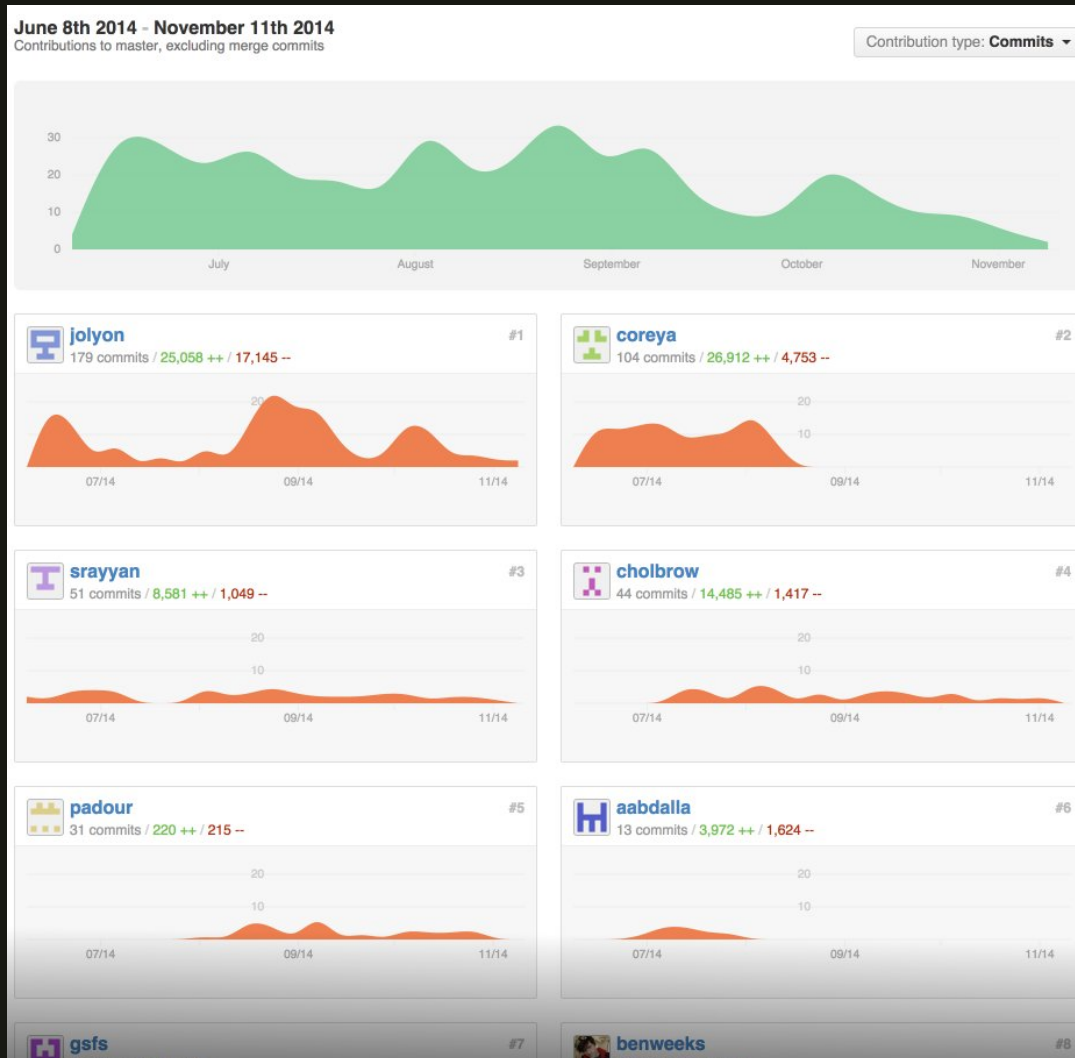 June 8th 2014 - November 11th 2014
Contributions to master, excluding merge commits
Contribution type: Commits
30
20
10
0
July August September October November
jolyon #1
179 commits / 25,058 ++ / 17,145 --
20
07/14 09/14 11/14
coreya #2
104 commits / 26,912 ++ / 4,753 --
20
10
07/14 09/14 11/14
srayyan #3
51 commits / 8,581 ++ / 1,049 --
20
10
07/14 09/14 11/14
cholbrow #4
44 commits / 14,485 ++ / 1,417 --
20
10
07/14 09/14 11/14
padour #5
31 commits / 220 ++ / 215 --
20
10
07/14 09/14 11/14
aabdalla #6
13 commits / 3,972 ++ / 1,624 --
20
10
07/14 09/14 11/14
gsfs #7
benweeks #8